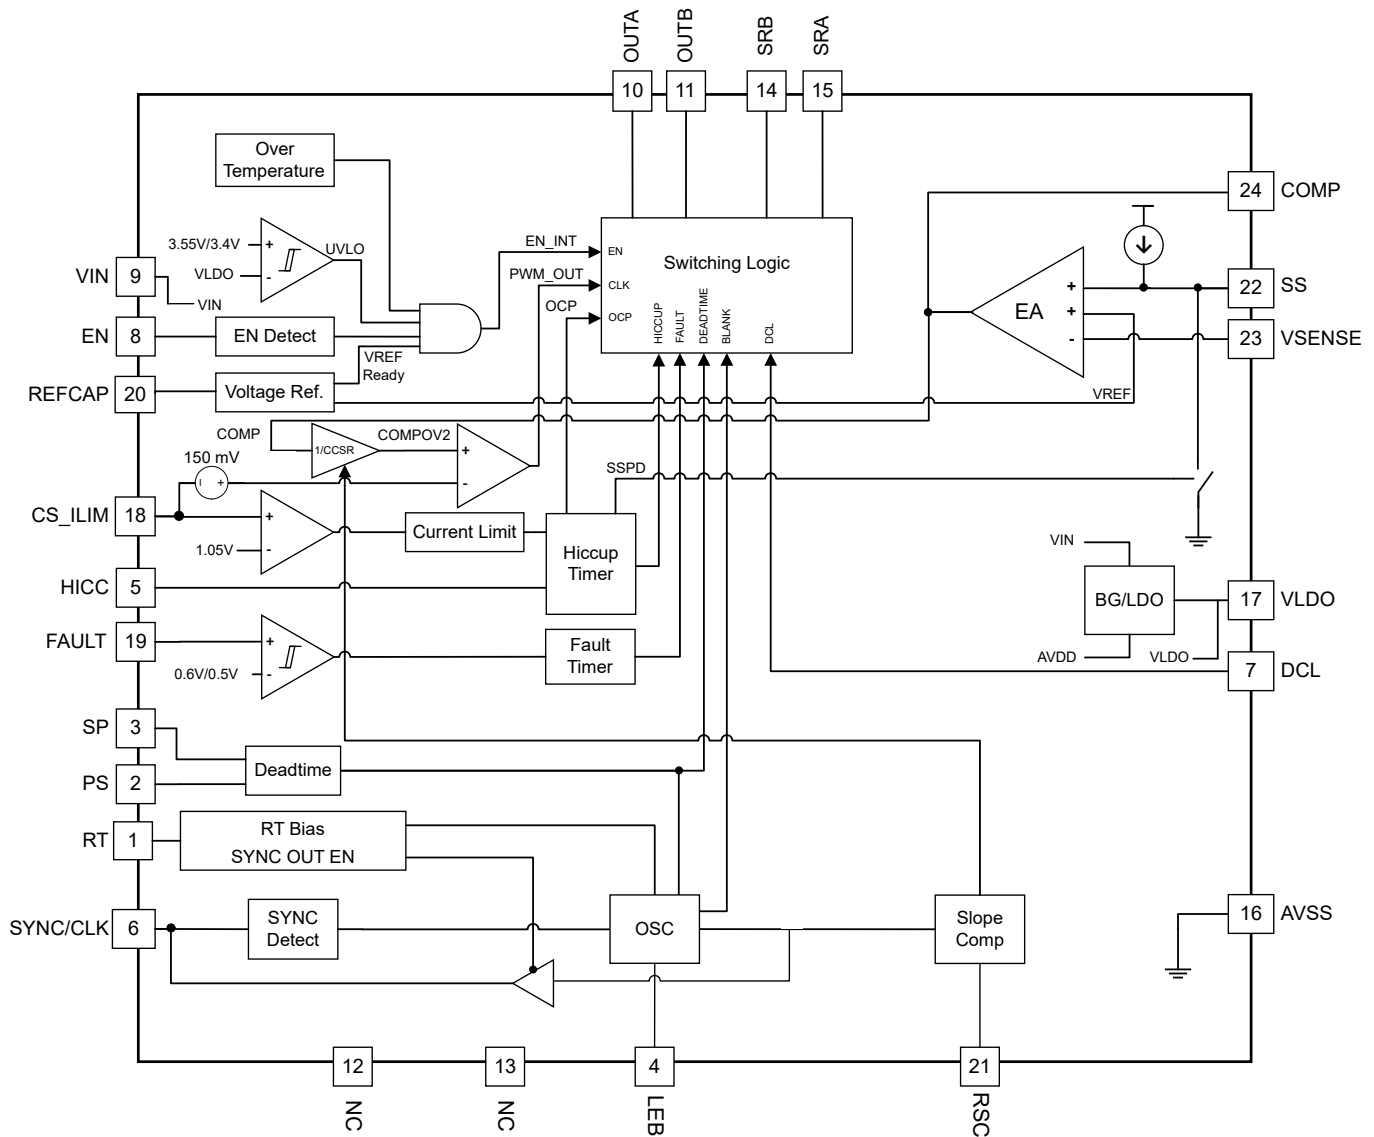 OUTA
OUTB
SRB
SRA
10
11
14
15
Over
Temperature
24
COMP
3.55V/3.4V
+
UVLO
VLDO
-
EN_INT
EN
Switching Logic
PWM_OUT
CLK
OCP
OCP
HICCUP
FAULT
DEADTIME
BLANK
DCL
VIN
9
VIN
EN
8
EN Detect
VREF
Ready
REFCAP
20
Voltage Ref.
EA
+
+
-
22
SS
23
VSENSE
VREF
COMP
1/CCSR
COMPOV2
+
-
150 mV
+
SSPD
CS_ILIM
18
+
1.05V
-
Current Limit
Hiccup
Timer
HICC
5
VIN
BG/LDO
17
VLDO
AVDD
VLDO
FAULT
19
+
0.6V/0.5V
-
Fault
Timer
7
DCL
SP
3
Deadtime
PS
2
RT
1
RT Bias
SYNC OUT EN
SYNC/CLK
6
SYNC
Detect
OSC
Slope
Comp
16
AVSS
12
13
4
21
NC
NC
LEB
RSC